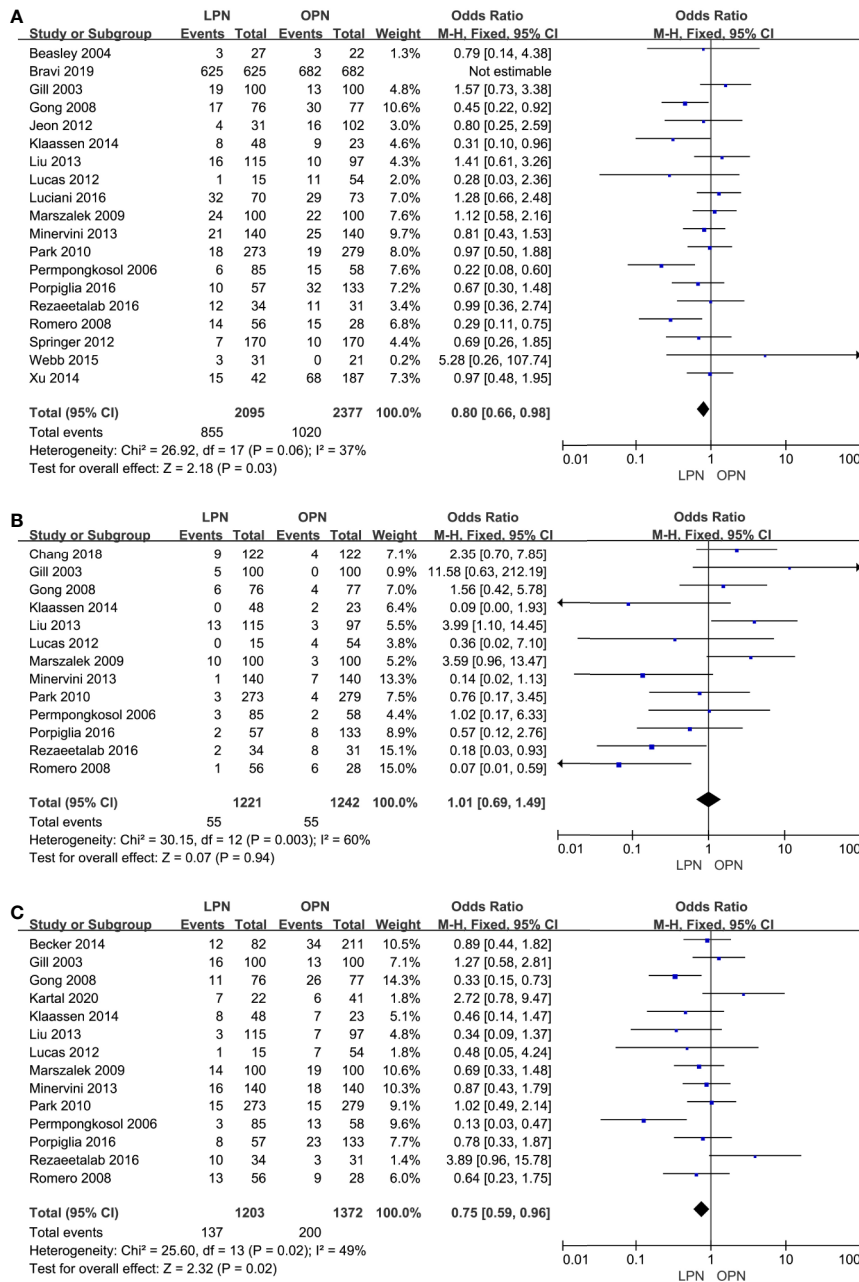 A
LPN OPN Odds Ratio Odds Ratio
Study or Subgroup Events Total Events Total Weight M-H, Fixed, 95% CI M-H, Fixed, 95% CI
Beasley 2004 3 27 3 22 1.3% 0.79 [0.14, 4.38]
Bravi 2019 625 625 682 682 Not estimable
Gill 2003 19 100 13 100 4.8% 1.57 [0.73, 3.38]
Gong 2008 17 76 30 77 10.6% 0.45 [0.22, 0.92]
Jeon 2012 4 31 16 102 3.0% 0.80 [0.25, 2.59]
Klaassen 2014 8 48 9 23 4.7% 0.31 [0.10, 0.96]
Liu 2013 16 115 10 97 4.3% 1.41 [0.61, 3.26]
Lucas 2012 1 15 11 54 2.0% 0.28 [0.03, 2.36]
Luciani 2016 32 70 29 73 7.1% 1.28 [0.66, 2.48]
Marszalek 2009 24 100 22 100 7.6% 1.12 [0.58, 2.16]
Minervini 2013 21 140 25 140 9.7% 0.81 [0.43, 1.53]
Park 2010 18 273 19 279 8.0% 0.97 [0.50, 1.88]
Permpongkosol 2006 6 85 15 58 7.6% 0.22 [0.08, 0.60]
Porpiglia 2016 10 57 32 133 7.2% 0.67 [0.30, 1.48]
Rezaeetalab 2016 12 34 11 31 3.4% 0.99 [0.36, 2.74]
Romero 2008 14 56 15 28 6.8% 0.29 [0.11, 0.75]
Springer 2012 7 170 10 170 4.4% 0.69 [0.26, 1.85]
Webb 2015 3 31 0 21 0.2% 5.28 [0.26, 107.74]
Xu 2014 15 42 68 187 7.3% 0.97 [0.48, 1.95]
Total (95% CI) 2095 2377 100.0% 0.80 [0.66, 0.98]
Total events 855 1020
Heterogeneity: Chi² = 26.92, df = 17 (P = 0.06); I² = 37%
Test for overall effect: Z = 2.18 (P = 0.03)
0.01 0.1 1 10 100
LPN OPN
B
LPN OPN Odds Ratio Odds Ratio
Study or Subgroup Events Total Events Total Weight M-H, Fixed, 95% CI M-H, Fixed, 95% CI
Chang 2018 9 122 4 122 7.1% 2.35 [0.70, 7.85]
Gill 2003 5 100 0 100 0.9% 11.58 [0.63, 212.19]
Gong 2008 6 76 4 77 7.0% 1.56 [0.42, 5.78]
Klaassen 2014 0 48 2 23 6.4% 0.09 [0.00, 1.93]
Liu 2013 13 115 3 97 5.5% 3.99 [1.10, 14.45]
Lucas 2012 0 15 4 54 3.8% 0.36 [0.02, 7.10]
Marszalek 2009 10 100 3 100 5.2% 3.59 [0.96, 13.47]
Minervini 2013 1 140 7 140 13.3% 0.14 [0.02, 1.13]
Park 2010 3 273 4 279 7.5% 0.76 [0.17, 3.45]
Permpongkosol 2006 3 85 2 58 4.4% 1.02 [0.17, 6.33]
Porpiglia 2016 2 57 8 133 8.9% 0.57 [0.12, 2.76]
Rezaeetalab 2016 2 34 8 31 15.1% 0.18 [0.03, 0.93]
Romero 2008 1 56 6 28 15.0% 0.07 [0.01, 0.59]
Total (95% CI) 1221 1242 100.0% 1.01 [0.69, 1.49]
Total events 55 55
Heterogeneity: Chi² = 30.15, df = 12 (P = 0.003); I² = 60%
Test for overall effect: Z = 0.07 (P = 0.94)
0.01 0.1 1 10 100
LPN OPN
C
LPN OPN Odds Ratio Odds Ratio
Study or Subgroup Events Total Events Total Weight M-H, Fixed, 95% CI M-H, Fixed, 95% CI
Becker 2014 12 82 34 211 10.5% 0.89 [0.44, 1.82]
Gill 2003 16 100 13 100 7.1% 1.27 [0.58, 2.81]
Gong 2008 11 76 26 77 14.3% 0.33 [0.15, 0.73]
Kartal 2020 7 22 6 41 1.8% 2.72 [0.78, 9.47]
Klaassen 2014 8 48 7 23 5.1% 0.46 [0.14, 1.47]
Liu 2013 3 115 7 97 4.8% 0.34 [0.09, 1.37]
Lucas 2012 1 15 7 54 1.8% 0.48 [0.05, 4.24]
Marszalek 2009 14 100 19 100 10.6% 0.69 [0.33, 1.48]
Minervini 2013 16 140 18 140 10.3% 0.87 [0.43, 1.79]
Park 2010 15 273 15 279 9.1% 1.02 [0.49, 2.14]
Permpongkosol 2006 3 85 13 58 9.6% 0.13 [0.03, 0.47]
Porpiglia 2016 8 57 23 133 7.7% 0.78 [0.33, 1.87]
Rezaeetalab 2016 10 34 3 31 1.4% 3.89 [0.96, 15.78]
Romero 2008 13 56 9 28 6.0% 0.64 [0.23, 1.75]
Total (95% CI) 1203 1372 100.0% 0.75 [0.59, 0.96]
Total events 137 200
Heterogeneity: Chi² = 25.60, df = 13 (P = 0.02); I² = 49%
Test for overall effect: Z = 2.32 (P = 0.02)
0.01 0.1 1 10 100
LPN OPN